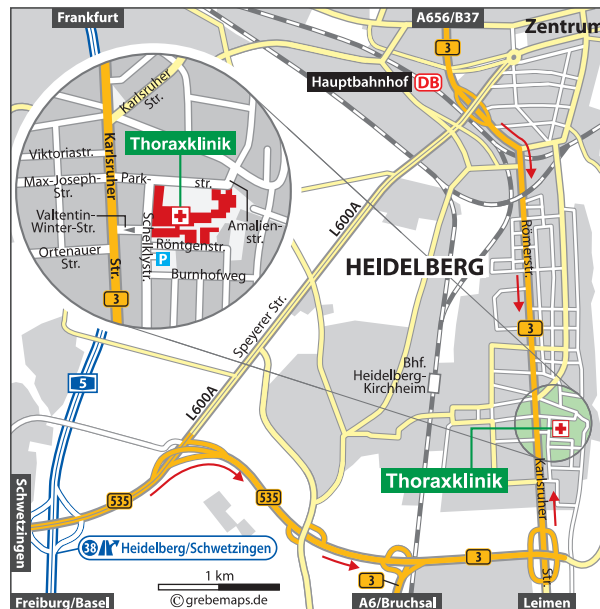 Frankfurt
A656/B37
Zentrum
3
Hauptbahnhof DB
Karlsruher
Str.
Karlsruher
Str.
3
Thoraxklinik
Viktoriastr.
Max-Joseph-
Str.
Park-
str.
Valtentin-
Winter-Str.
Amalien-
str.
Ortenauer
Str.
Schelklystr.
Röntgenstr.
P
Burnhofweg
L600A
Römerstr.
HEIDELBERG
3
Speyerer Str.
Bhf.
Heidelberg-
Kirchheim
5
L600A
Thoraxklinik
Karlsruher
Str.
Schwetzingen
535
535
38 Heidelberg/Schwetzingen
3
3
1 km
© grebemaps.de
Freiburg/Basel
A6/Bruchsal
Leimen